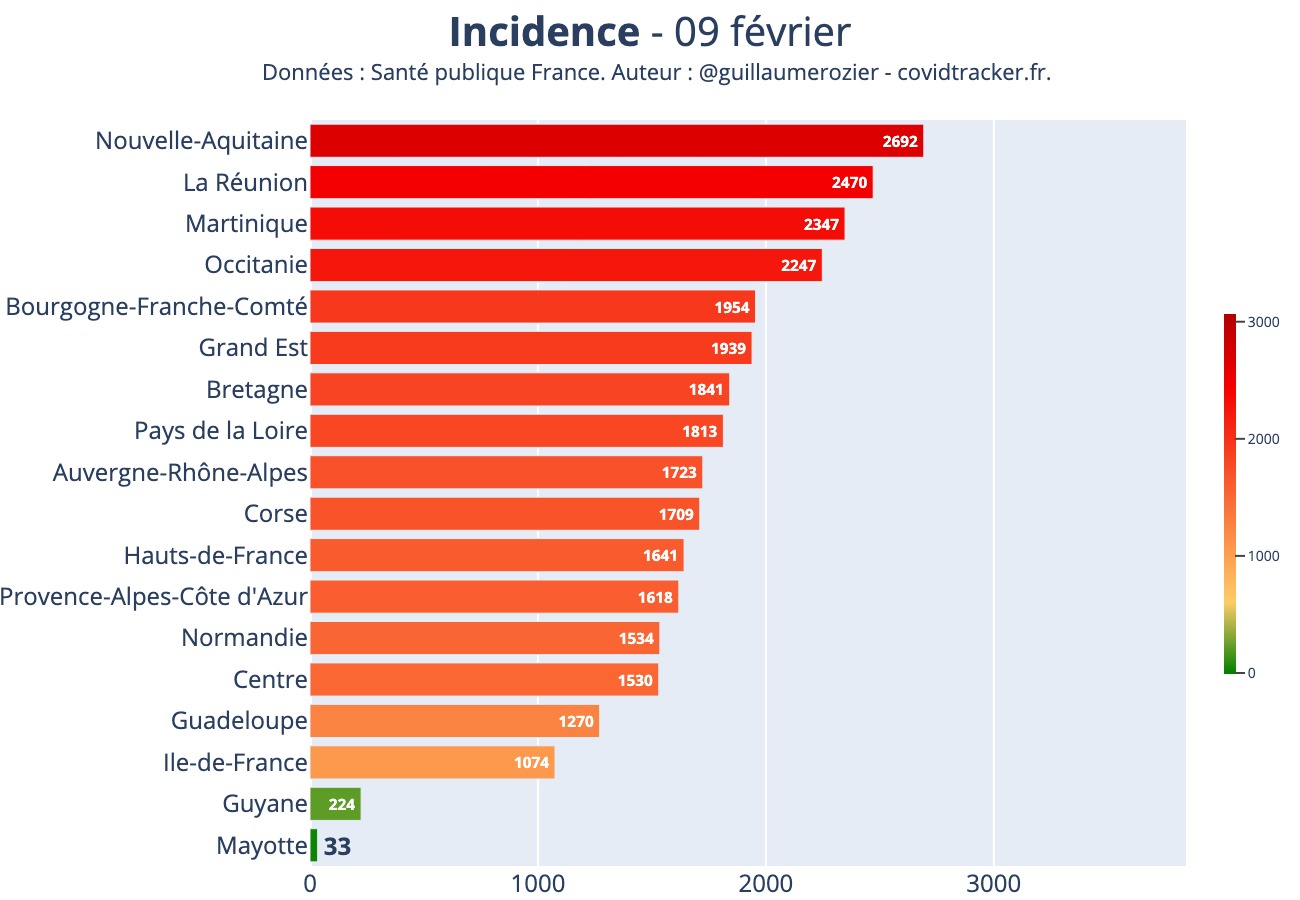 Incidence - 09 février
Données : Santé publique France. Auteur : @guillaumerozier - covidtracker.fr.
Nouvelle-Aquitaine 2692
La Réunion 2470
Martinique 2347
Occitanie 2247
Bourgogne-Franche-Comté 1954
Grand Est 1939
Bretagne 1841
Pays de la Loire 1813
Auvergne-Rhône-Alpes 1723
Corse 1709
Hauts-de-France 1641
Provence-Alpes-Côte d'Azur 1618
Normandie 1534
Centre 1530
Guadeloupe 1270
Ile-de-France 1074
Guyane 224
Mayotte 33
0 1000 2000 3000
3000
2000
1000
0